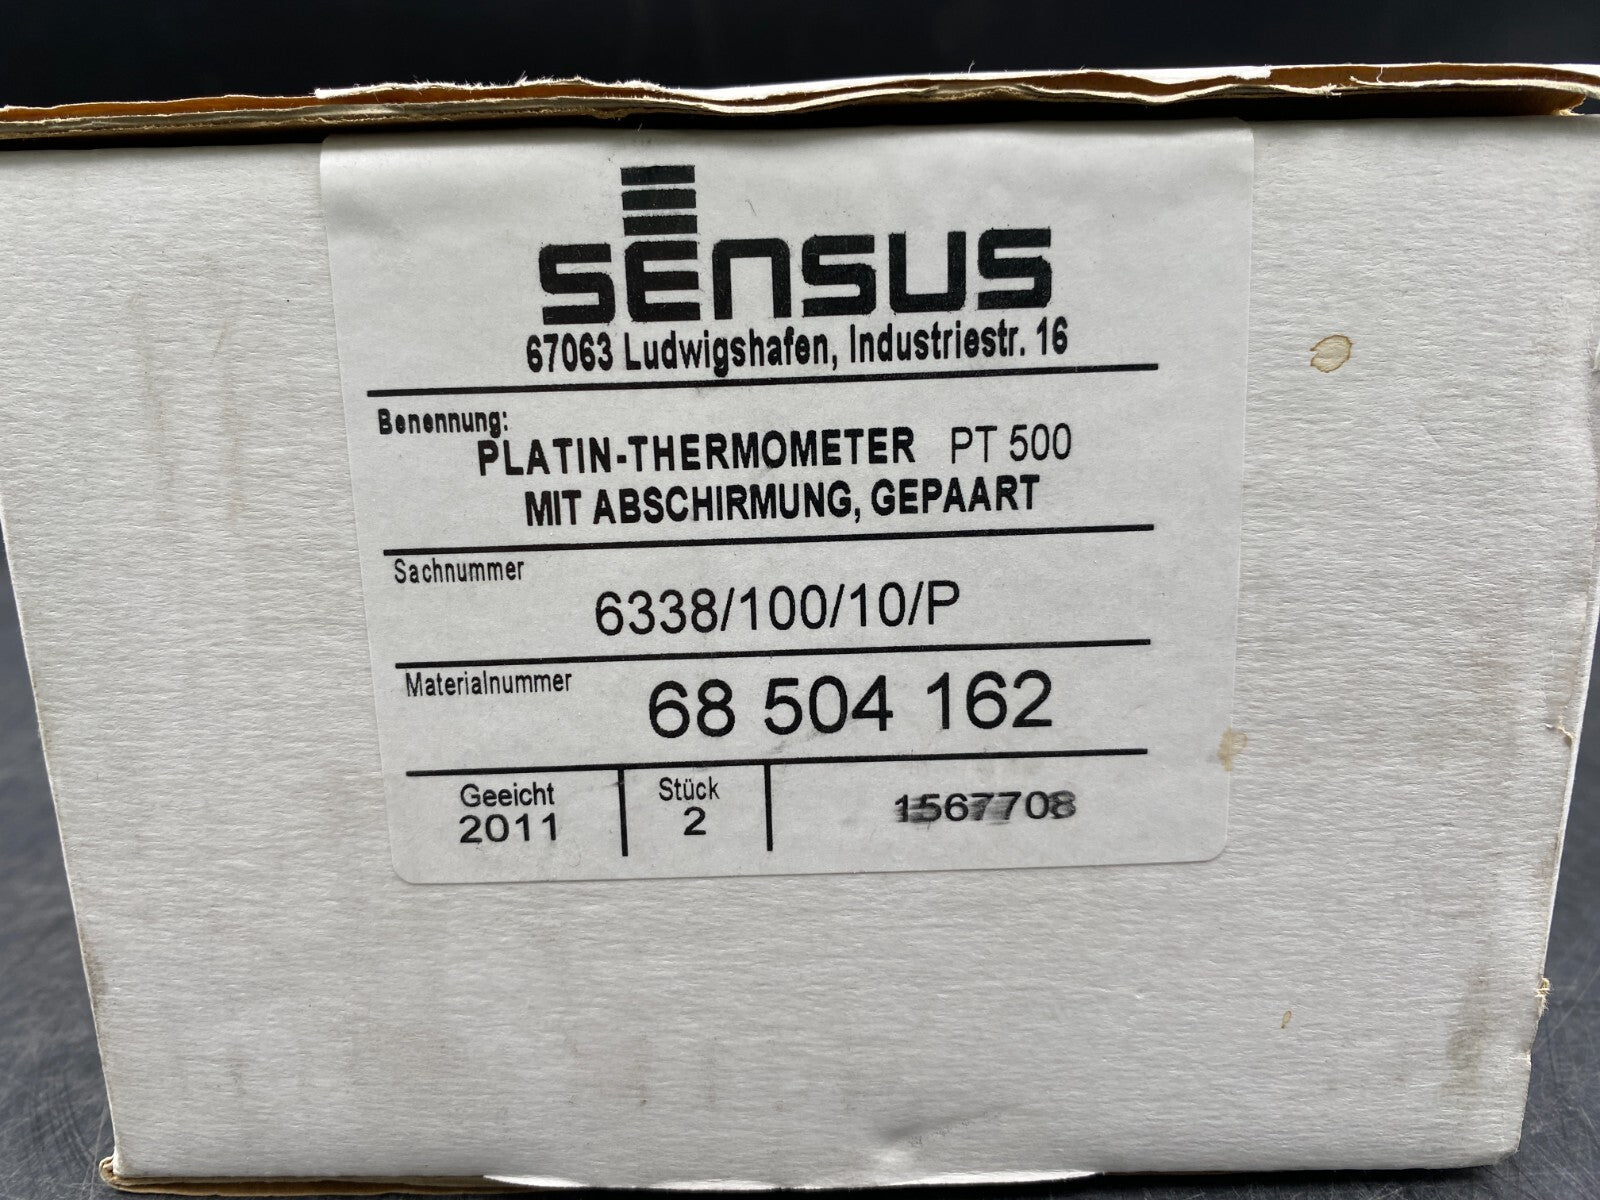 sensus
67063 Ludwigshafen, Industriestr. 16
Benennung:
PLATIN-THERMOMETER PT 500
MIT ABSCHIRMUNG, GEPAART
Sachnummer
6338/100/10/P
Materialnummer
68 504 162
Geeicht
2011
Stück
2
1567708